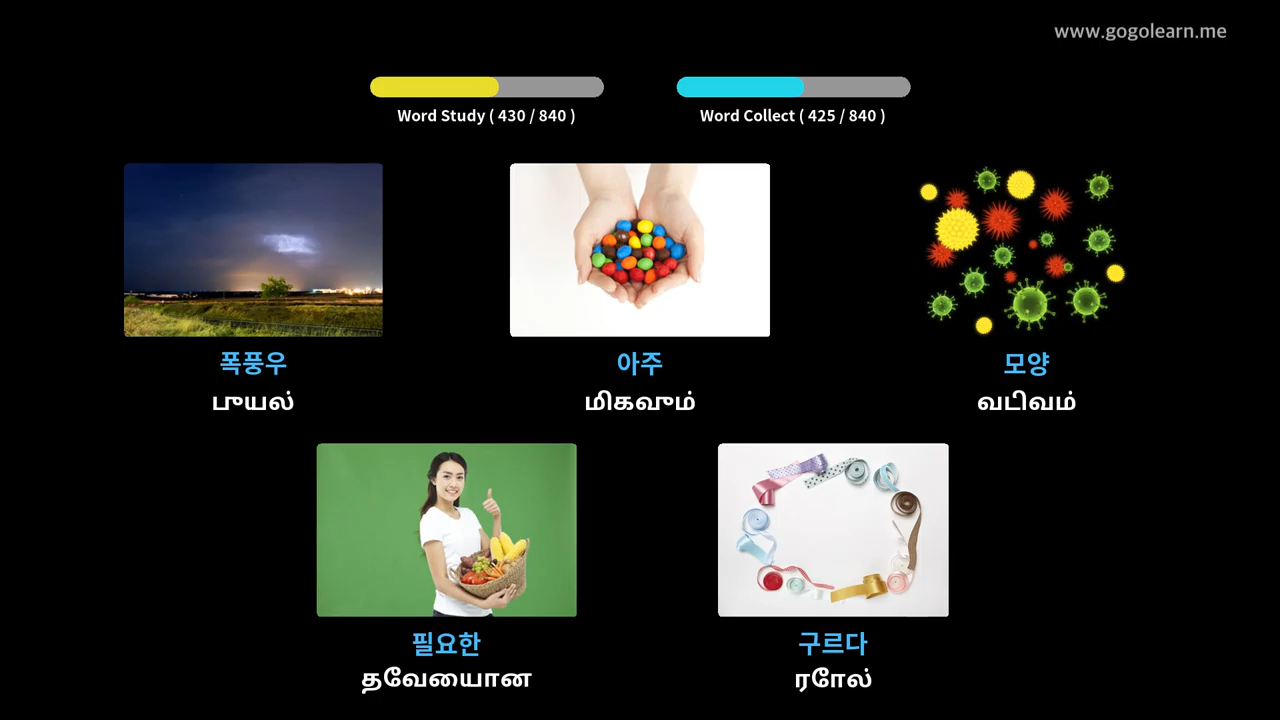 www.gogolearn.me
Word Study ( 430 / 840 )
Word Collect ( 425 / 840 )
폭풍우
புயல்
아주
மிகவும்
모양
வடிவம்
필요한
தேவையான
구르다
ரோல்